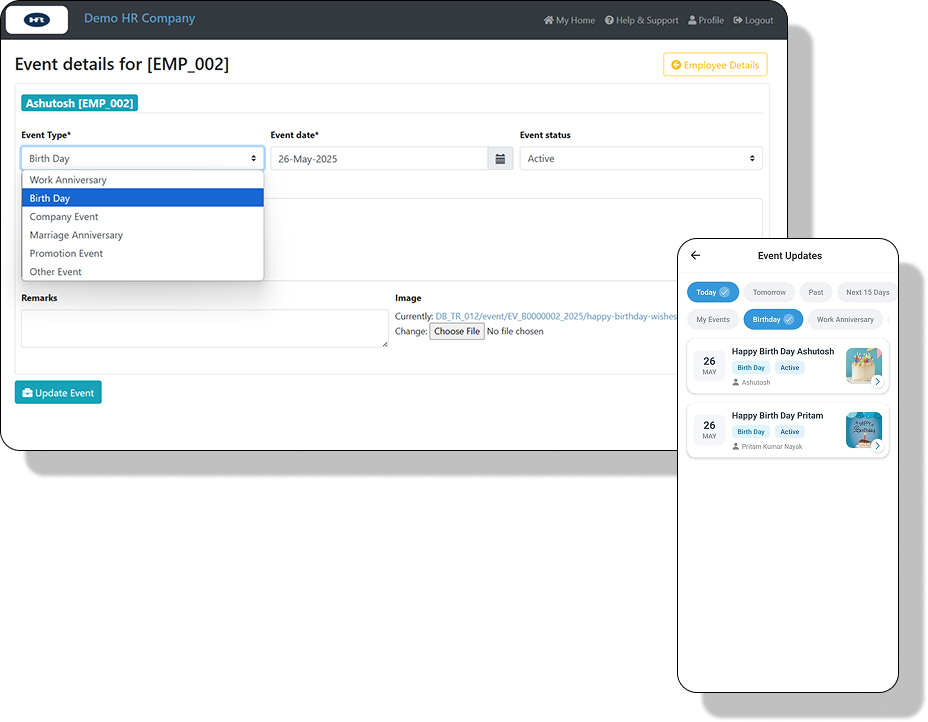 HR
Demo HR Company
My Home
Help & Support
Profile
Logout
Event details for [EMP_002]
Employee Details
Ashutosh [EMP_002]
Event Type*
Event date*
Event status
Birth Day
26-May-2025
Active
Work Anniversary
Birth Day
Company Event
Marriage Anniversary
Promotion Event
Other Event
Remarks
Image
Currently: DB_TR_012/event/EV_B0000002_2025/happy-birthday-wishes
Change: Choose File No file chosen
Update Event
Event Updates
Today
Tomorrow
Past
Next 15 Days
My Events
Birthday
Work Anniversary
26
MAY
Happy Birth Day Ashutosh
Birth Day
Active
Ashutosh
26
MAY
Happy Birth Day Pritam
Birth Day
Active
Pritam Kumar Nayak
HAPPY
Birthday